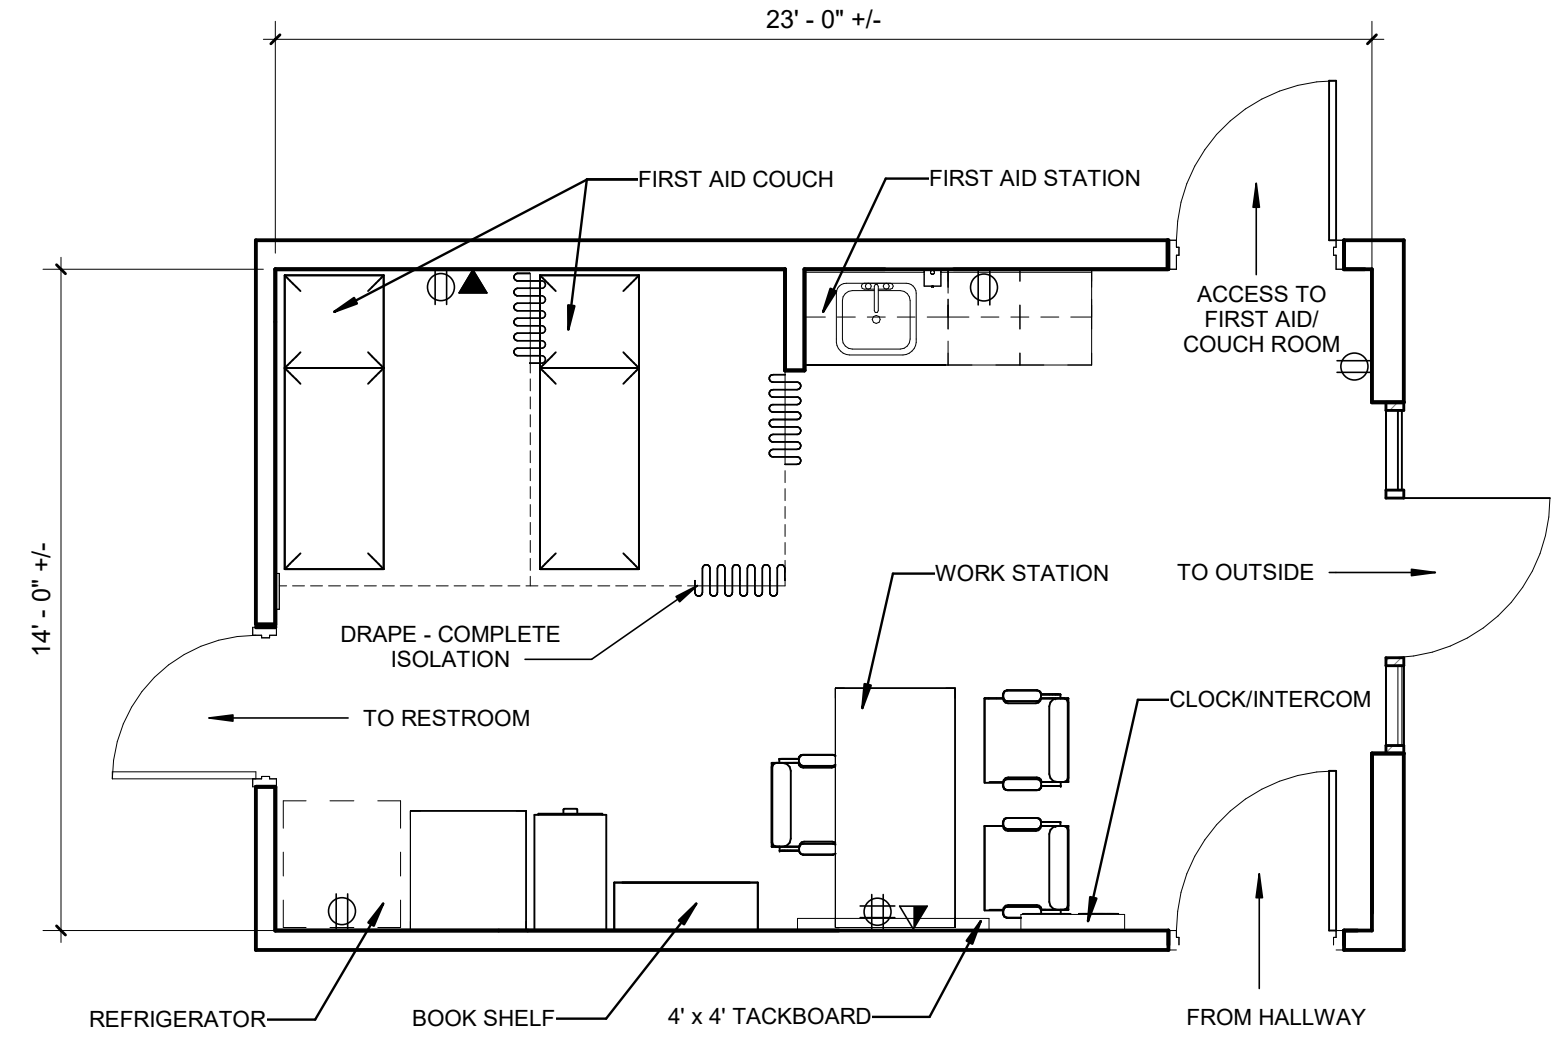 23' - 0" +/-
FIRST AID COUCH
FIRST AID STATION
ACCESS TO
FIRST AID/
COUCH ROOM
14' - 0" +/-
WORK STATION
TO OUTSIDE
DRAPE - COMPLETE
ISOLATION
CLOCK/INTERCOM
TO RESTROOM
REFRIGERATOR
BOOK SHELF
4' x 4' TACKBOARD
FROM HALLWAY